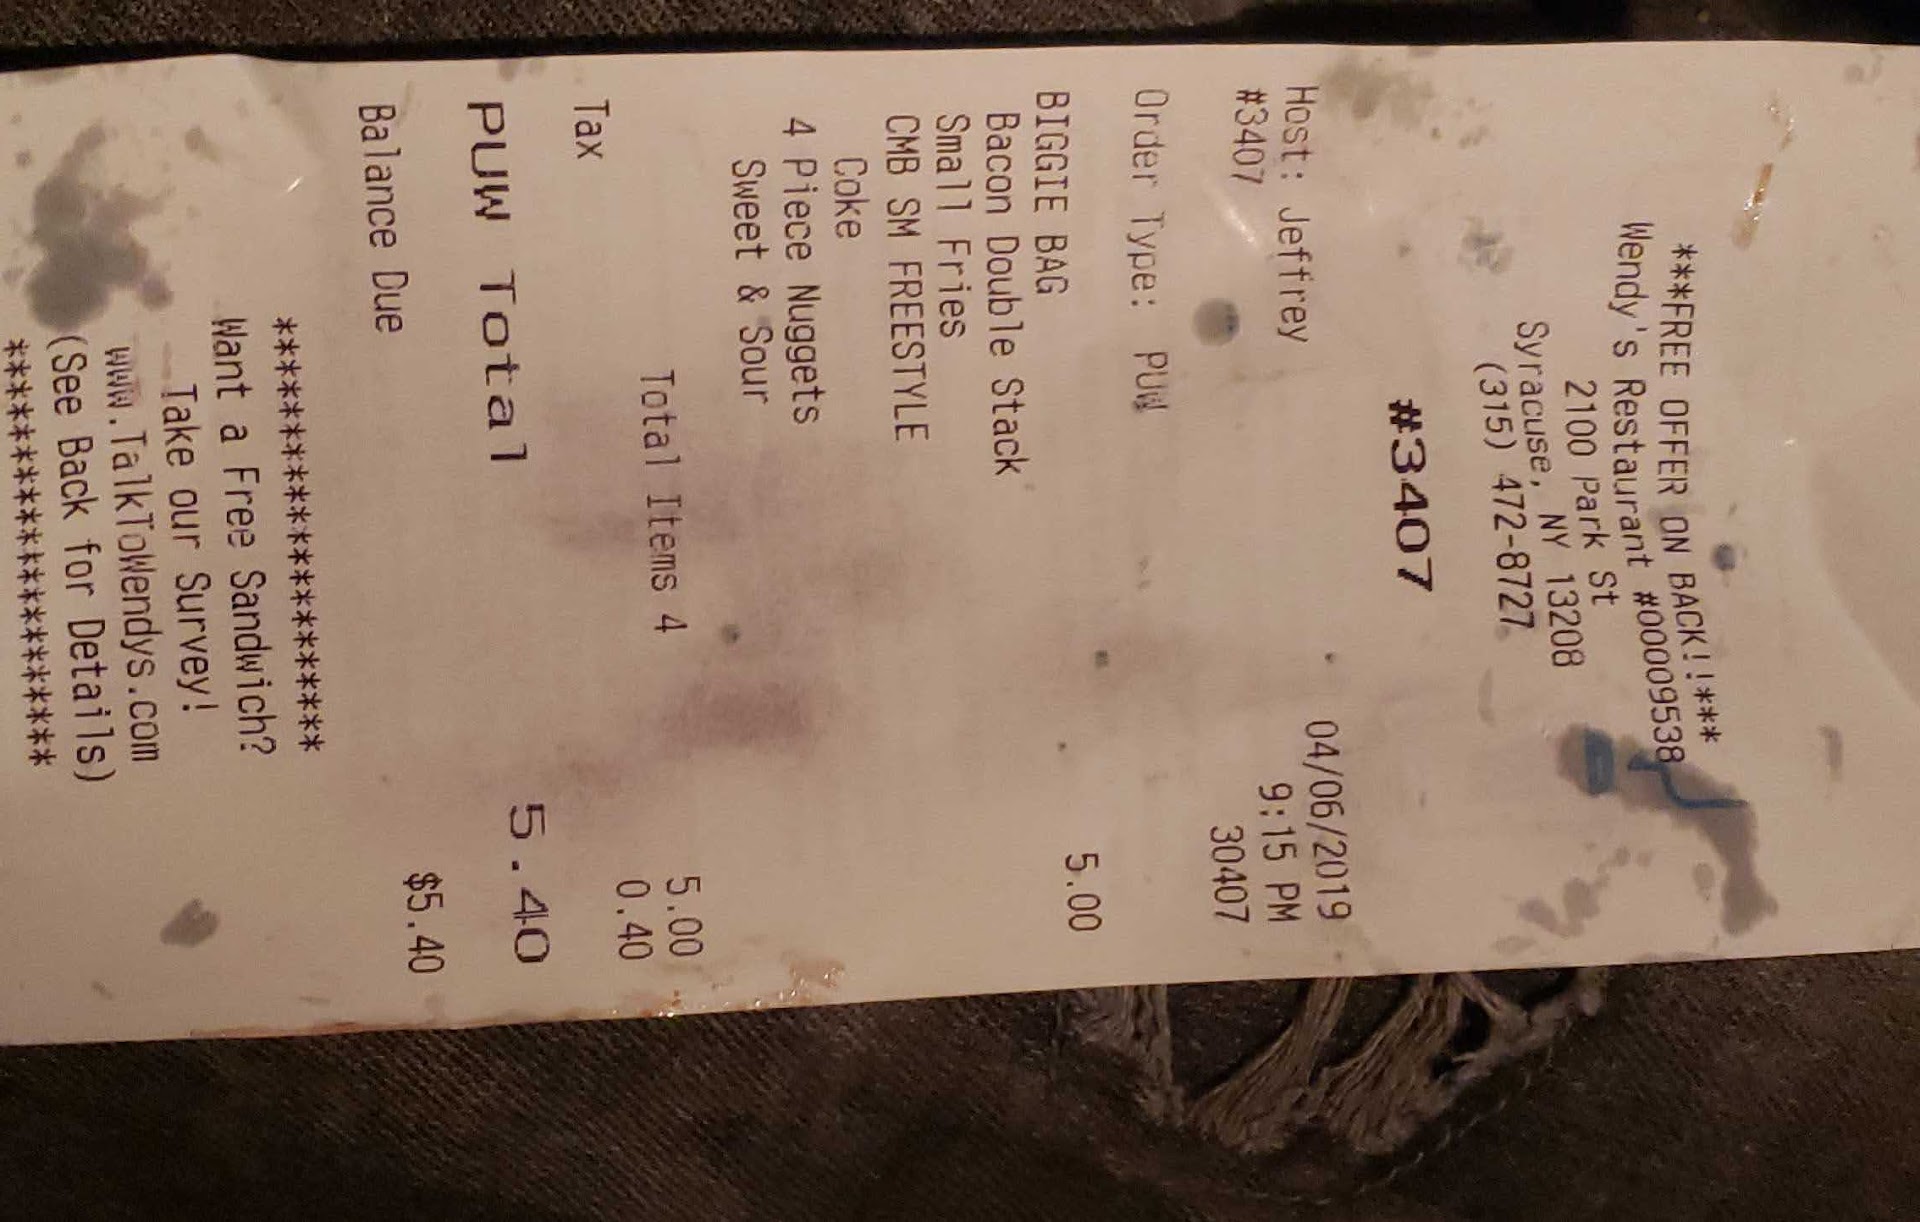 ***FREE OFFER ON BACK!!***
Wendy's Restaurant #00009538
2100 Park St
Syracuse, NY 13208
(315) 472-8727
#3407
Host: Jeffrey 04/06/2019
#3407 9:15 PM
30407
Order Type: PUW
BIGGIE BAG 5.00
Bacon Double Stack
Small Fries
CMB SM FREESTYLE
Coke
4 Piece Nuggets
Sweet & Sour
Total Items 4 5.00
Tax 0.40
PUW Total 5.40
Balance Due $5.40
**************************
Want a Free Sandwich?
Take our Survey!
www.TalkToWendys.com
(See Back for Details)
**************************